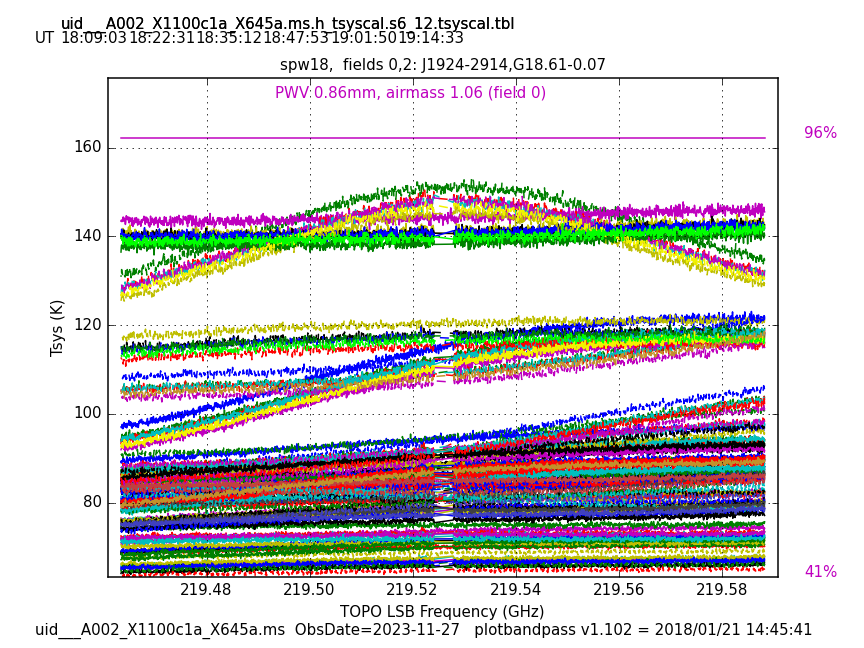 uid___A002_X1100c1a_X645a.ms.h_tsyscal.s6_12.tsyscal.tbl
UT 18:09:03 18:22:31 18:35:12 18:47:53 19:01:50 19:14:33
spw18, fields 0,2: J1924-2914,G18.61-0.07
PWV 0.86mm, airmass 1.06 (field 0)
96%
160
140
120
100
80
Tsys (K)
41%
219.48 219.50 219.52 219.54 219.56 219.58
TOPO LSB Frequency (GHz)
uid___A002_X1100c1a_X645a.ms ObsDate=2023-11-27 plotbandpass v1.102 = 2018/01/21 14:45:41